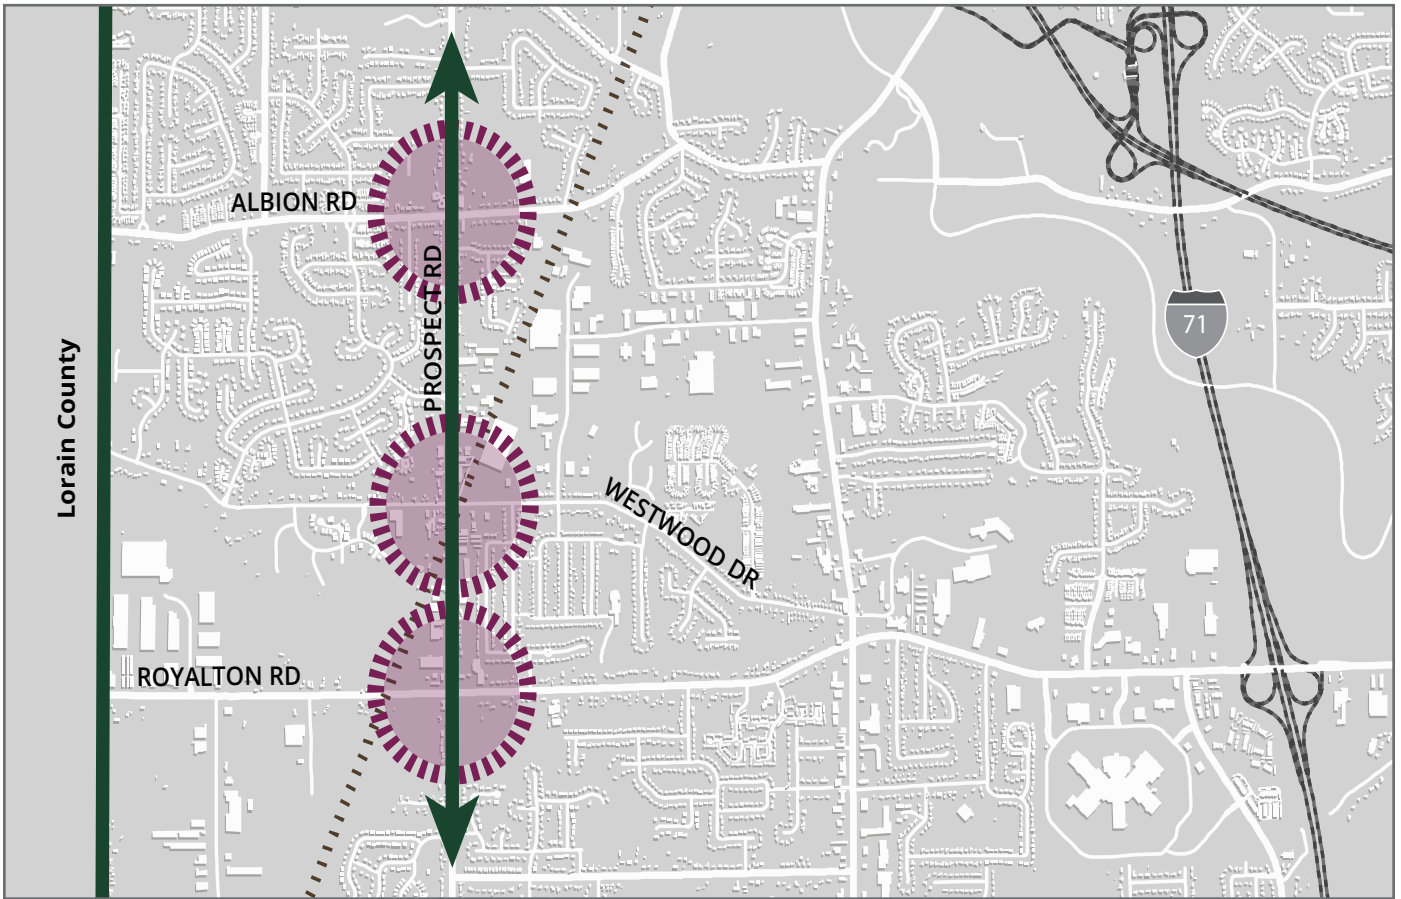 ALBION RD
PROSPECT RD
71
Lorain County
WESTWOOD DR
ROYALTON RD